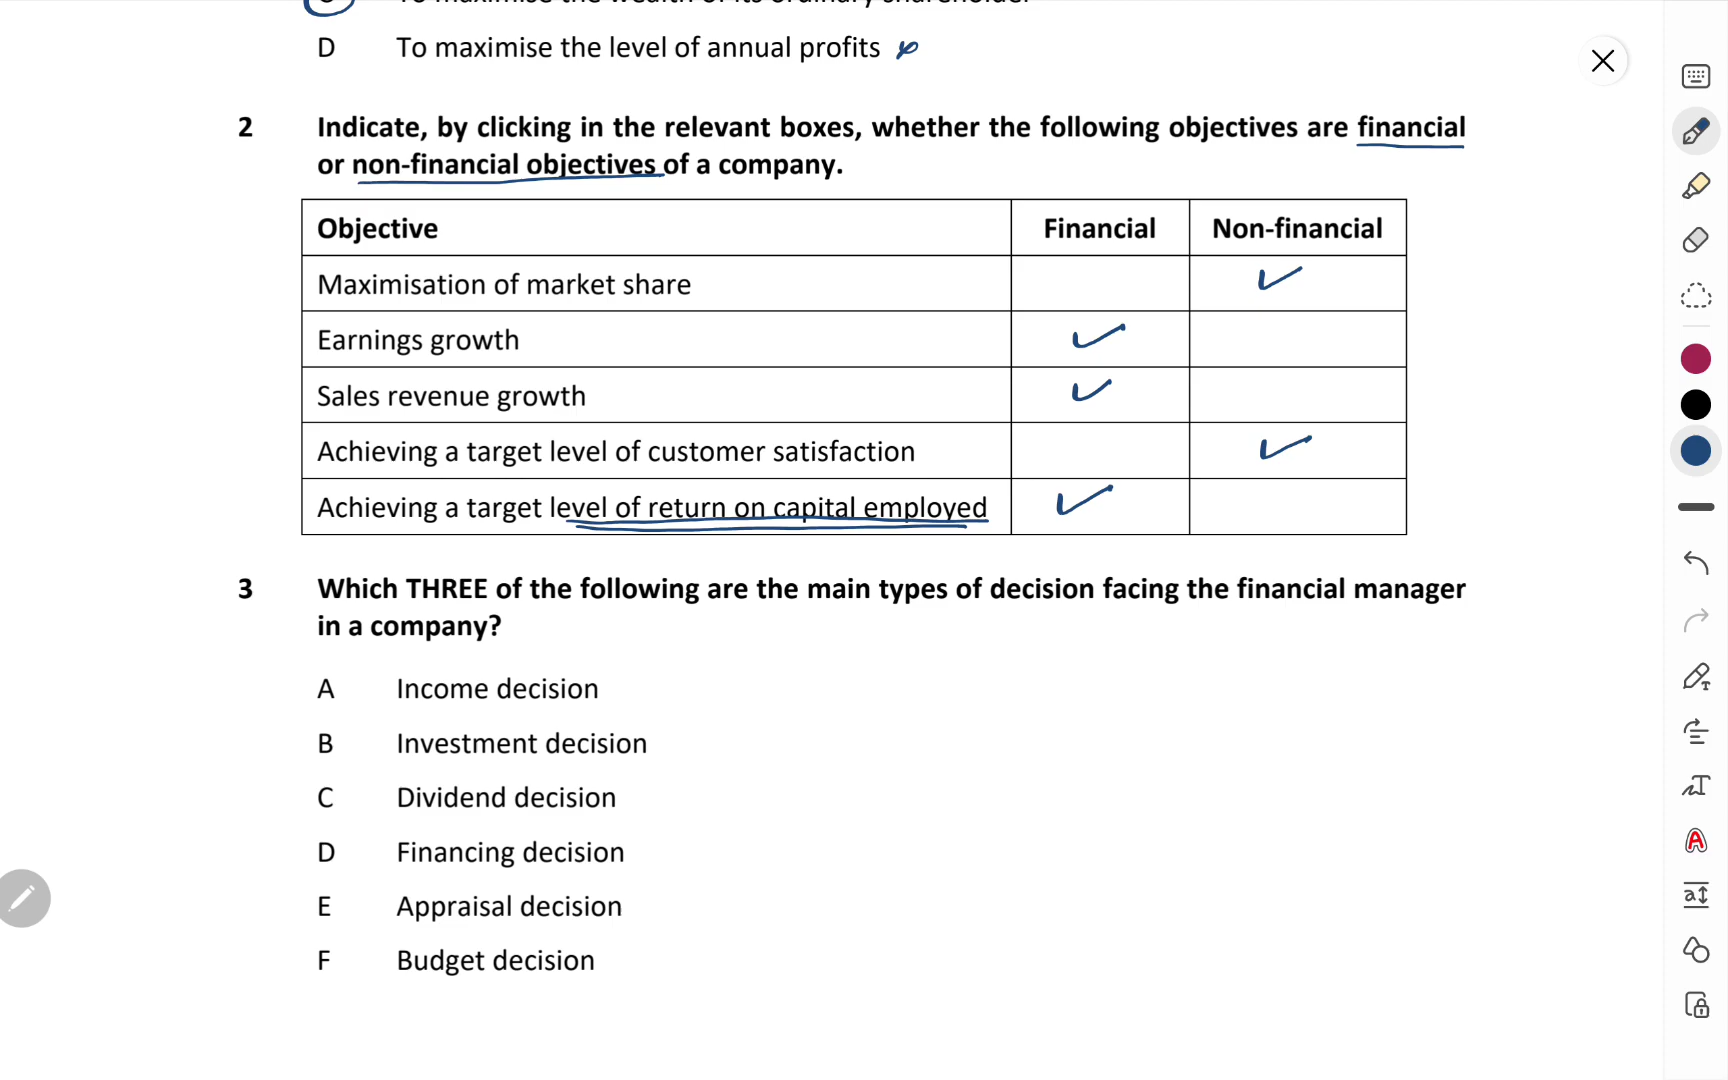 D To maximise the level of annual profits
2 Indicate, by clicking in the relevant boxes, whether the following objectives are financial
or non-financial objectives of a company.
Objective Financial Non-financial
Maximisation of market share ✓
Earnings growth ✓
Sales revenue growth ✓
Achieving a target level of customer satisfaction ✓
Achieving a target level of return on capital employed ✓
3 Which THREE of the following are the main types of decision facing the financial manager
in a company?
A Income decision
B Investment decision
C Dividend decision
D Financing decision
E Appraisal decision
F Budget decision